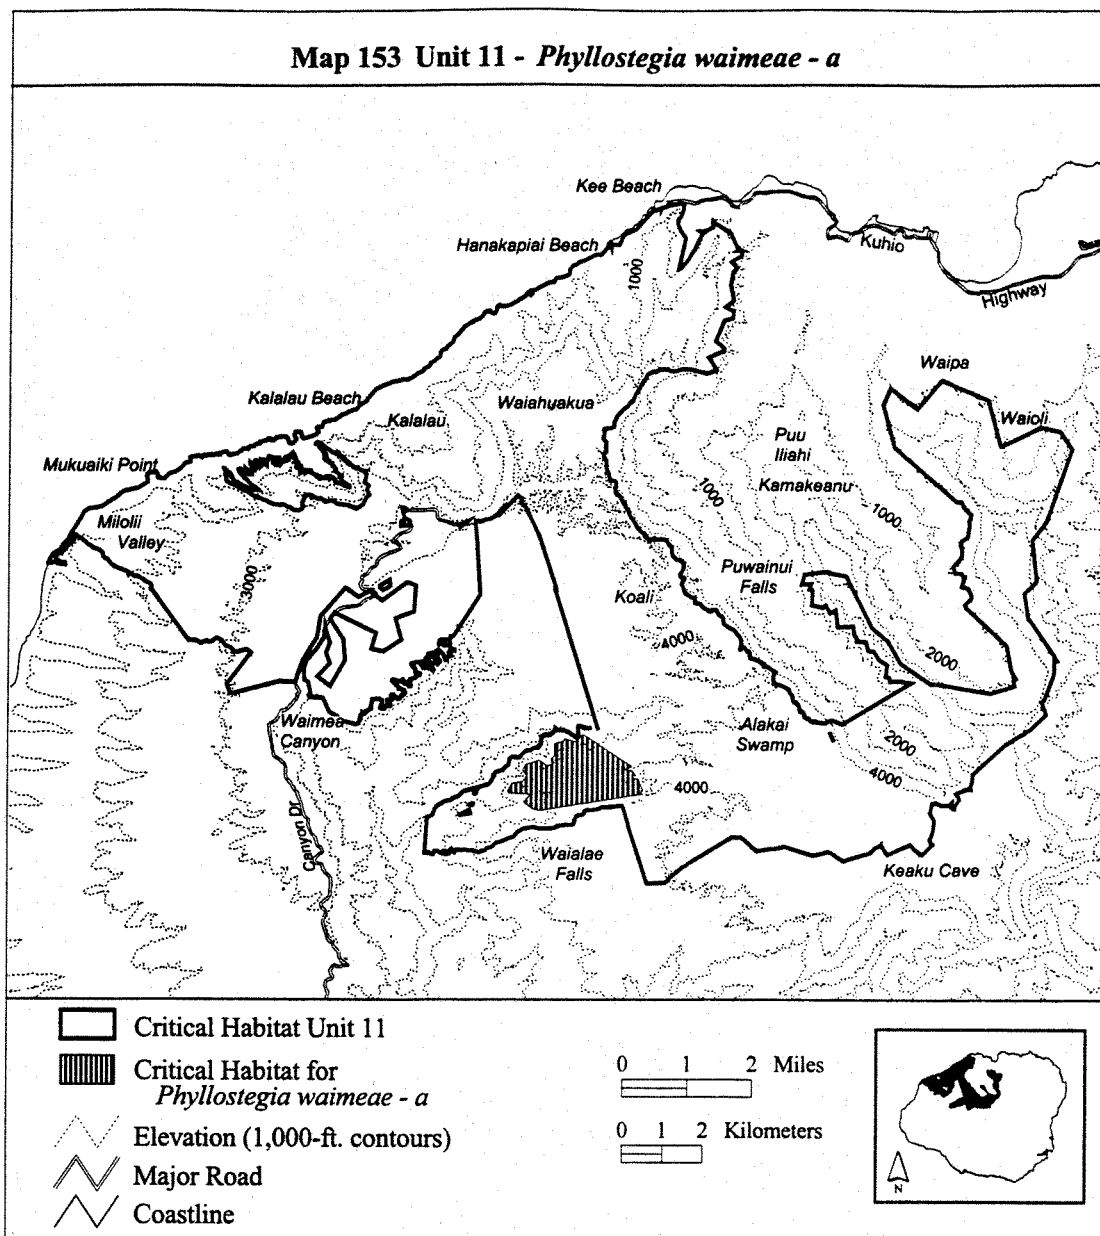 Map 153 Unit 11 - Phyllostegia waimeae - a
Kee Beach
Hanakapiai Beach
Kuhio
Highway
1000
Waipa
Kalalau Beach
Kalalau
Waiahuakua
Waioli
Puu
Iliahi
Mukuaiki Point
Kamakeanu
1000
1000
Milolii
Valley
3000
Puwainui
Falls
Koali
4000
2000
Waimea
Canyon
Alakai
Swamp
2000
4000
4000
Canyon Dr
Waialae
Falls
Keaku Cave
Critical Habitat Unit 11
Critical Habitat for
Phyllostegia waimeae - a
Elevation (1,000-ft. contours)
Major Road
Coastline
0 1 2 Miles
0 1 2 Kilometers
N